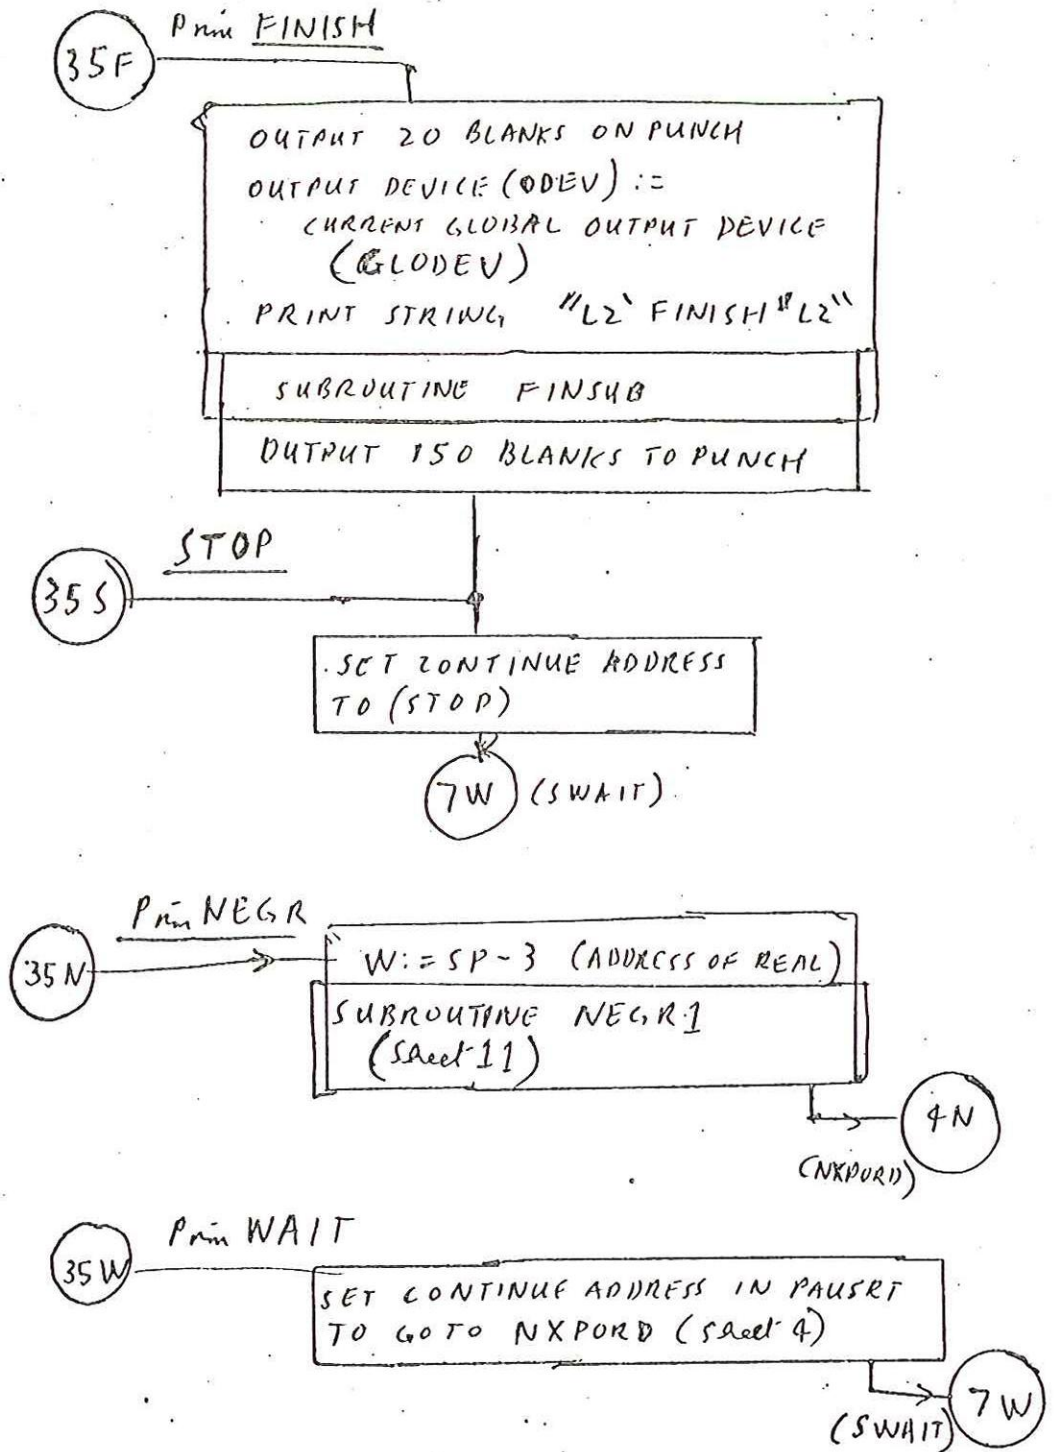 Prim FINISH
35F
OUTPUT 20 BLANKS ON PUNCH
OUTPUT DEVICE (ODEV) :=
CURRENT GLOBAL OUTPUT DEVICE
(GLODEV)
PRINT STRING "L2` FINISH "L2"
SUBROUTINE FINSUB
OUTPUT 150 BLANKS TO PUNCH
STOP
35S
SET CONTINUE ADDRESS
TO (STOP)
7W (SWAIT)
Prim NEGR
35N
W:= SP-3 (ADDRESS OF REAL)
SUBROUTINE NEGR1
(Sheet 11)
4N
(NXPORD)
Prim WAIT
35W
SET CONTINUE ADDRESS IN PAUSRT
TO GO TO NXPORD (Sheet 4)
7W
(SWAIT)